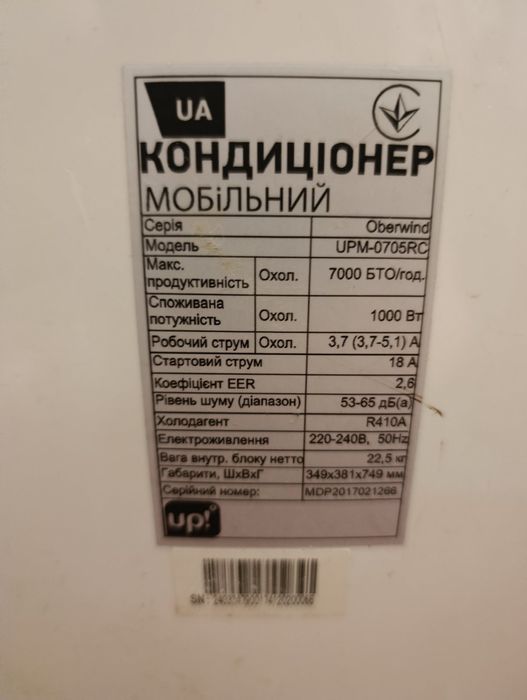 UA
КОНДИЦІОНЕР
МОБіЛЬНИЙ
Серія Oberwind
Модель UPM-0705RC
Макс. продуктивність Охол. 7000 БТО/год.
Споживана потужність Охол. 1000 Вт
Робочий струм Охол. 3,7 (3,7-5,1) А
Стартовий струм 18 А
Коефіцієнт EER 2,6
Рівень шуму (діапазон) 53-65 дБ(а)
Холодагент R410A
Електроживлення 220-240В, 50Hz
Вага внутр. блоку нетто 22,5 кг
Габарити, ШхВхГ 349х381х749 мм
Серійний номер: MDP2017021266
up!
SN